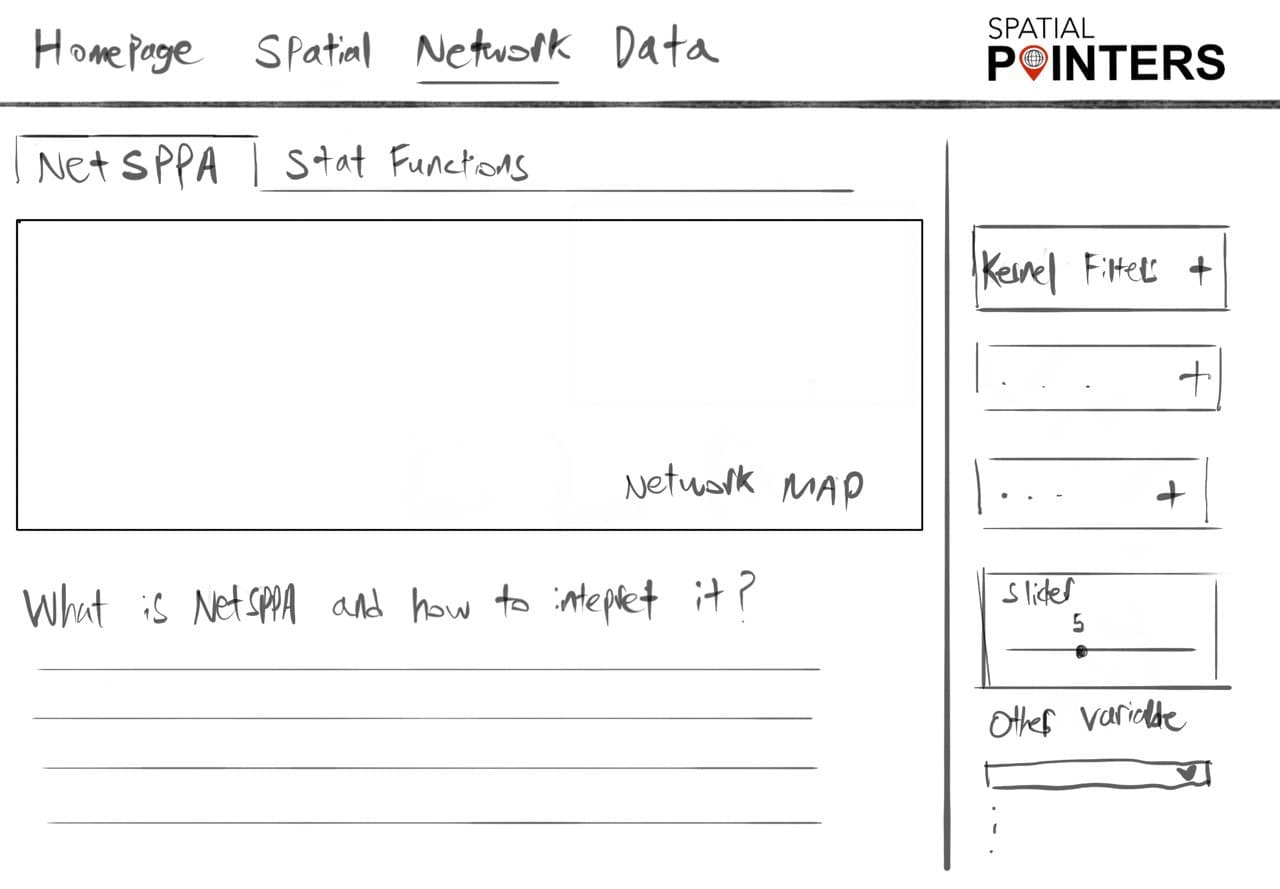 Homepage Spatial Network Data
SPATIAL
POINTERS
NetSPPA Stat Functions
Kernel Filters +
. . . +
. . . +
Network MAP
Slider
5
What is NetSPPA and how to intepret it?
Other variable